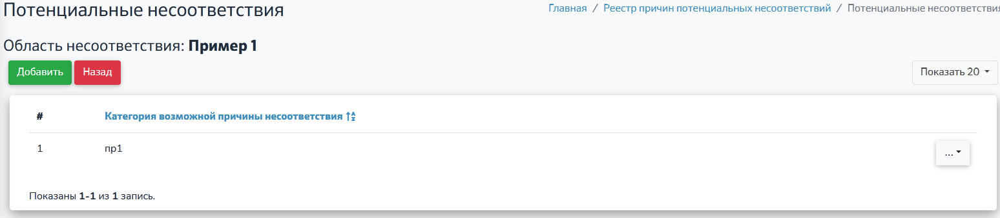 Потенциальные несоответствия
Главная / Реестр причин потенциальных несоответствий / Потенциальные несоответствия
Область несоответствия: Пример 1
Добавить Назад Показать 20
# Категория возможной причины несоответствия
1 пр1 ...
Показаны 1-1 из 1 запись.